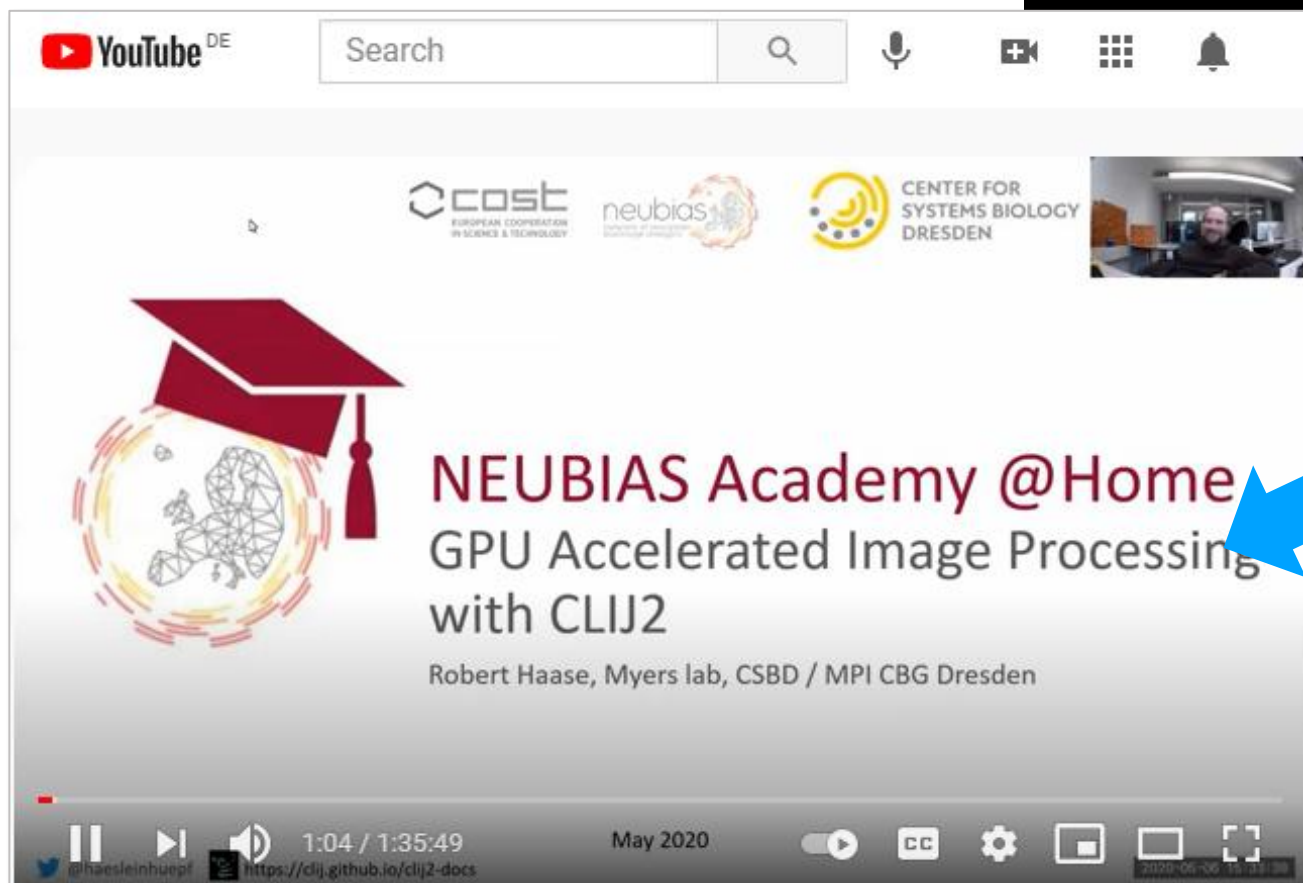 YouTube DE
Search
cost
EUROPEAN COOPERATION
IN SCIENCE & TECHNOLOGY
neubias
CENTER FOR
SYSTEMS BIOLOGY
DRESDEN
NEUBIAS Academy @Home
GPU Accelerated Image Processing
with CLIJ2
Robert Haase, Myers lab, CSBD / MPI CBG Dresden
1:04 / 1:35:49
May 2020
CC
@haesleinhuepf
https://clij.github.io/clij2-docs